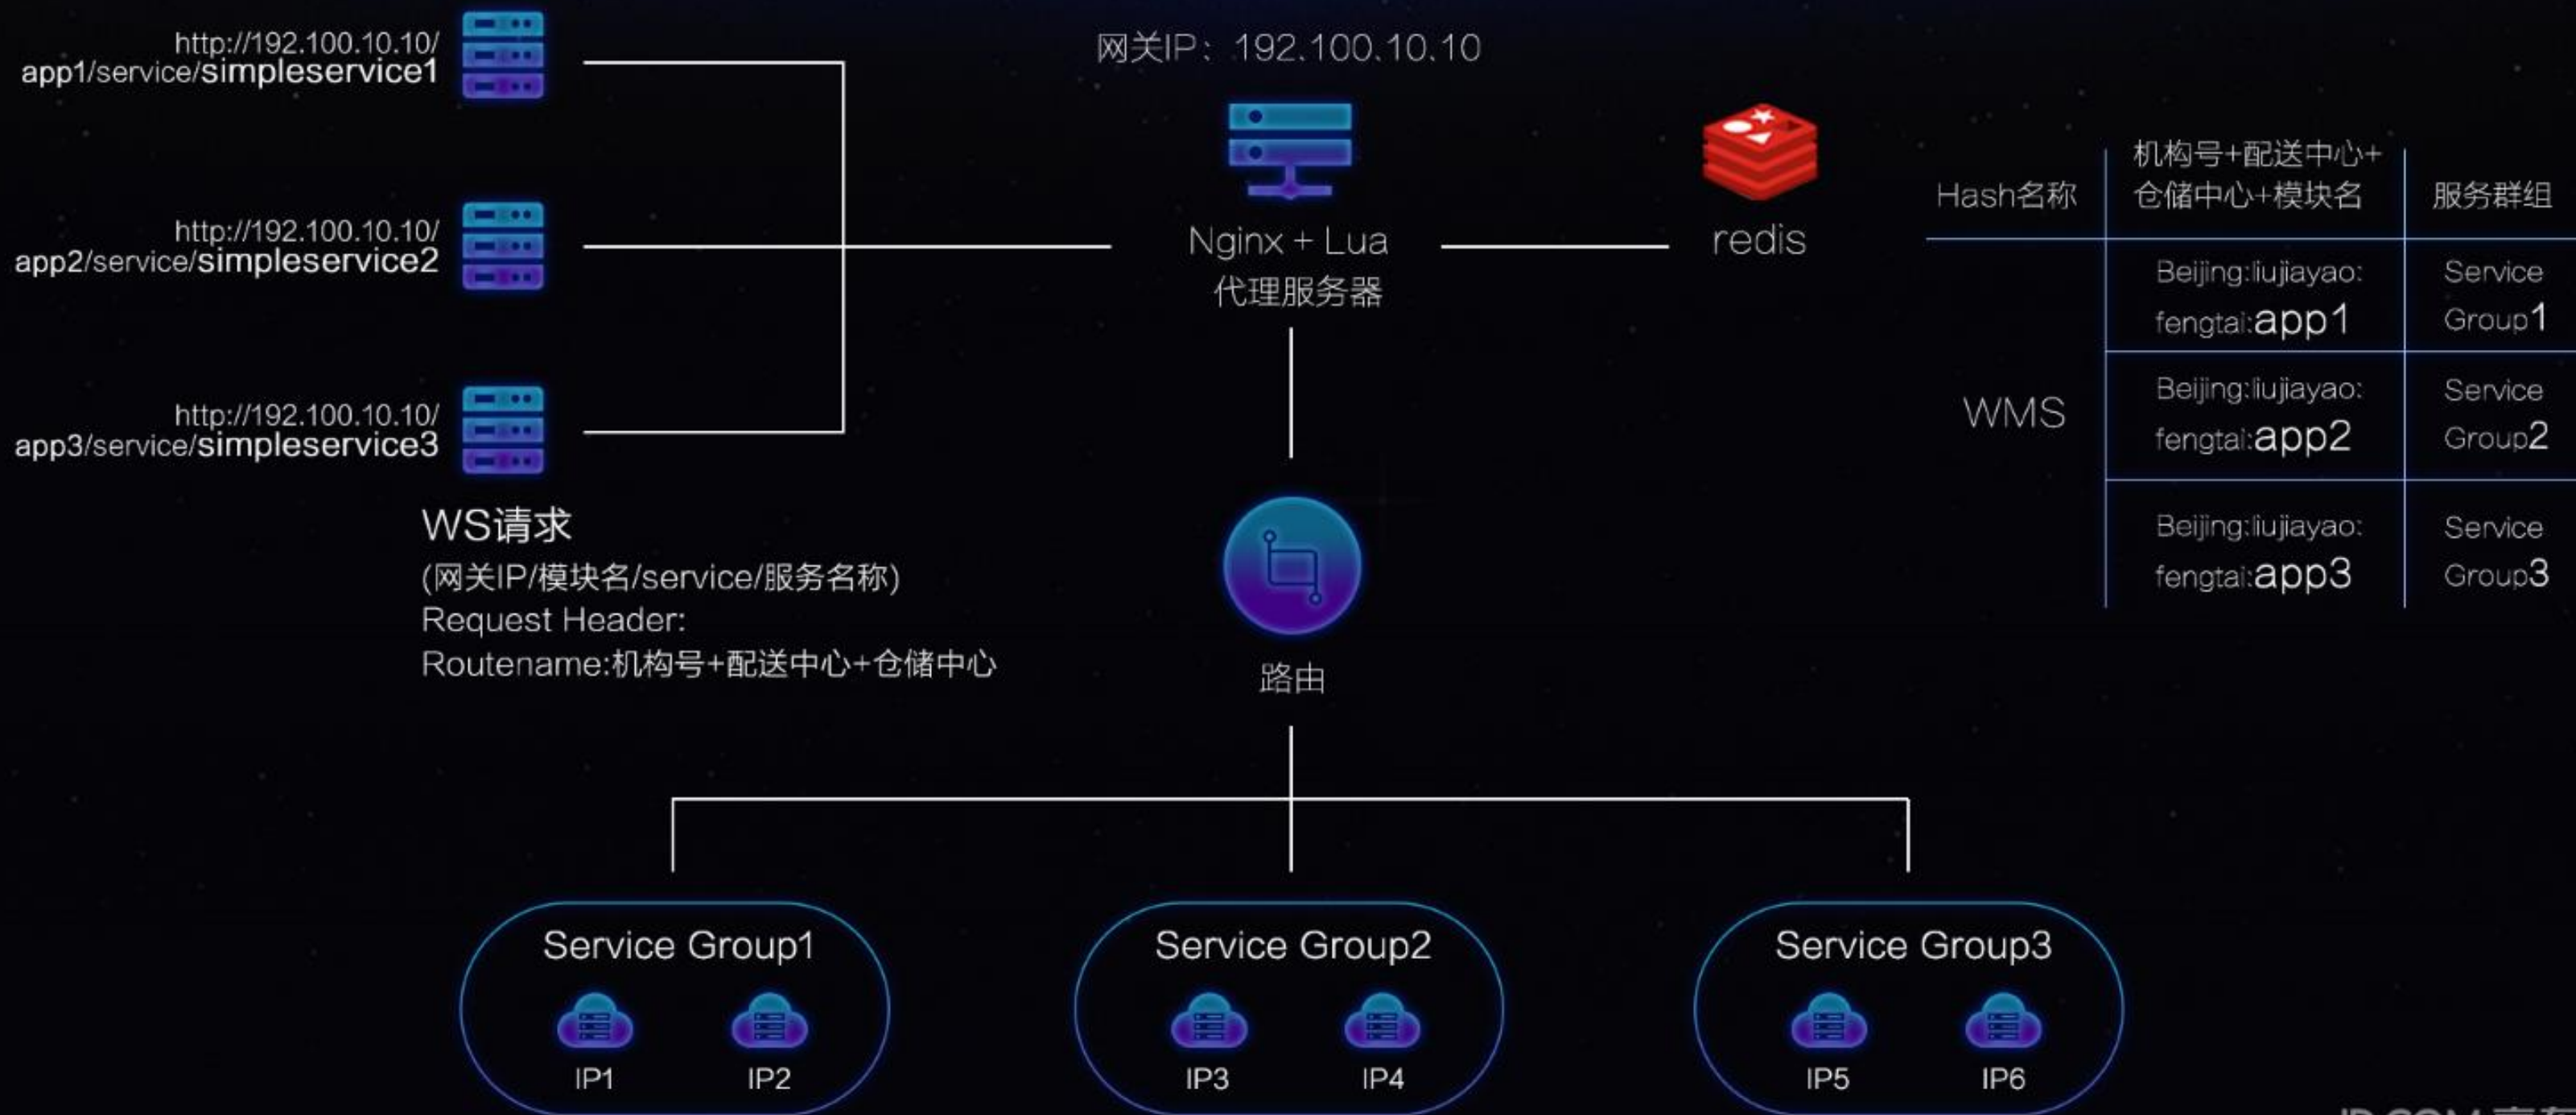 http://192.100.10.10/
app1/service/simpleservice1
http://192.100.10.10/
app2/service/simpleservice2
http://192.100.10.10/
app3/service/simpleservice3
WS请求
(网关IP/模块名/service/服务名称)
Request Header:
Routename:机构号+配送中心+仓储中心
网关IP: 192.100.10.10
Nginx + Lua
代理服务器
redis
路由
Hash名称
机构号+配送中心+
仓储中心+模块名
服务群组
WMS
Beijing:liujiayao:
fengtai:app1
Service
Group1
Beijing:liujiayao:
fengtai:app2
Service
Group2
Beijing:liujiayao:
fengtai:app3
Service
Group3
Service Group1
IP1
IP2
Service Group2
IP3
IP4
Service Group3
IP5
IP6